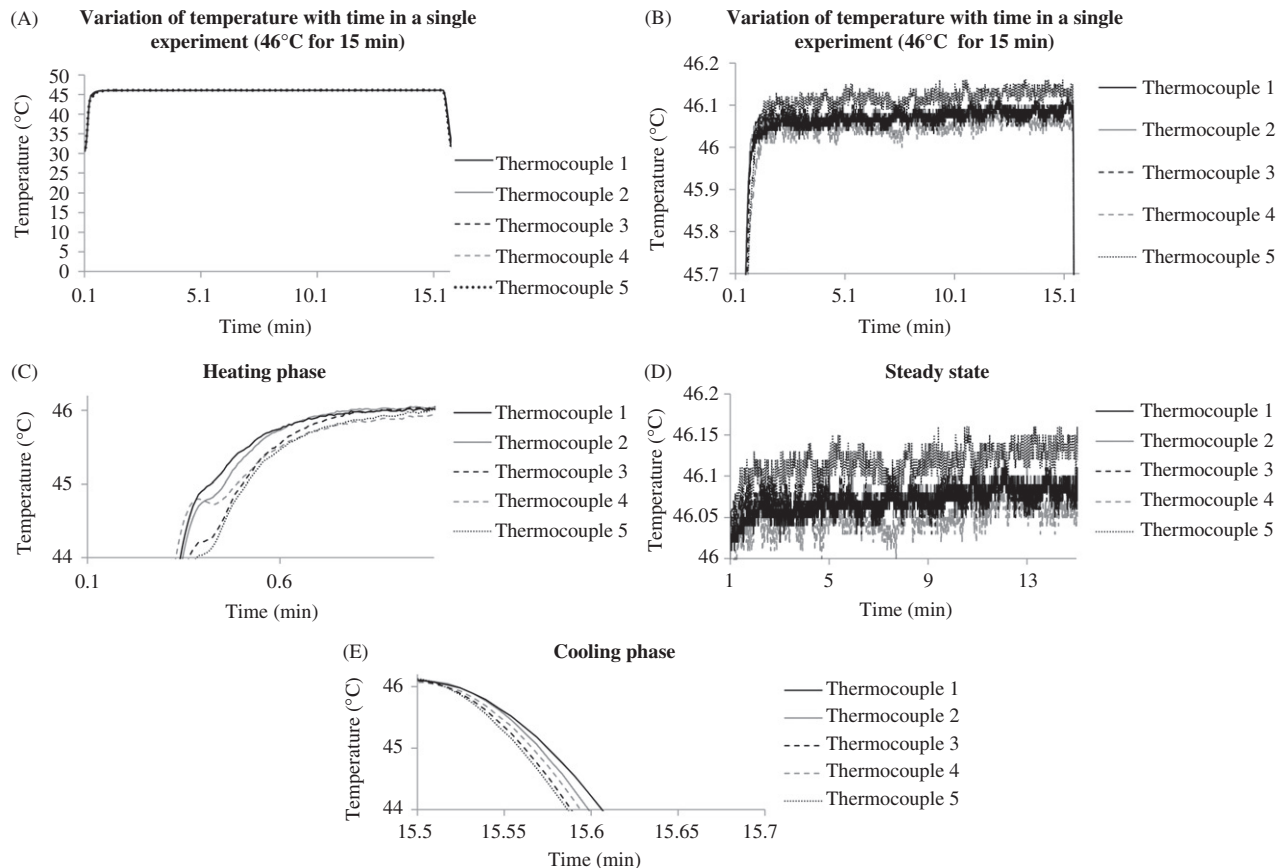 (A)
Variation of temperature with time in a single
experiment (46°C for 15 min)
Temperature (°C)
50
45
40
35
30
25
20
15
10
5
0
0.1
5.1
10.1
15.1
Time (min)
Thermocouple 1
Thermocouple 2
Thermocouple 3
Thermocouple 4
Thermocouple 5
(B)
Variation of temperature with time in a single
experiment (46°C for 15 min)
Temperature (°C)
46.2
46.1
46
45.9
45.8
45.7
0.1
5.1
10.1
15.1
Time (min)
Thermocouple 1
Thermocouple 2
Thermocouple 3
Thermocouple 4
Thermocouple 5
(C)
Heating phase
Temperature (°C)
46
45
44
0.1
0.6
Time (min)
Thermocouple 1
Thermocouple 2
Thermocouple 3
Thermocouple 4
Thermocouple 5
(D)
Steady state
Temperature (°C)
46.2
46.15
46.1
46.05
46
1
5
9
13
Time (min)
Thermocouple 1
Thermocouple 2
Thermocouple 3
Thermocouple 4
Thermocouple 5
(E)
Cooling phase
Temperature (°C)
46
45
44
15.5
15.55
15.6
15.65
15.7
Time (min)
Thermocouple 1
Thermocouple 2
Thermocouple 3
Thermocouple 4
Thermocouple 5